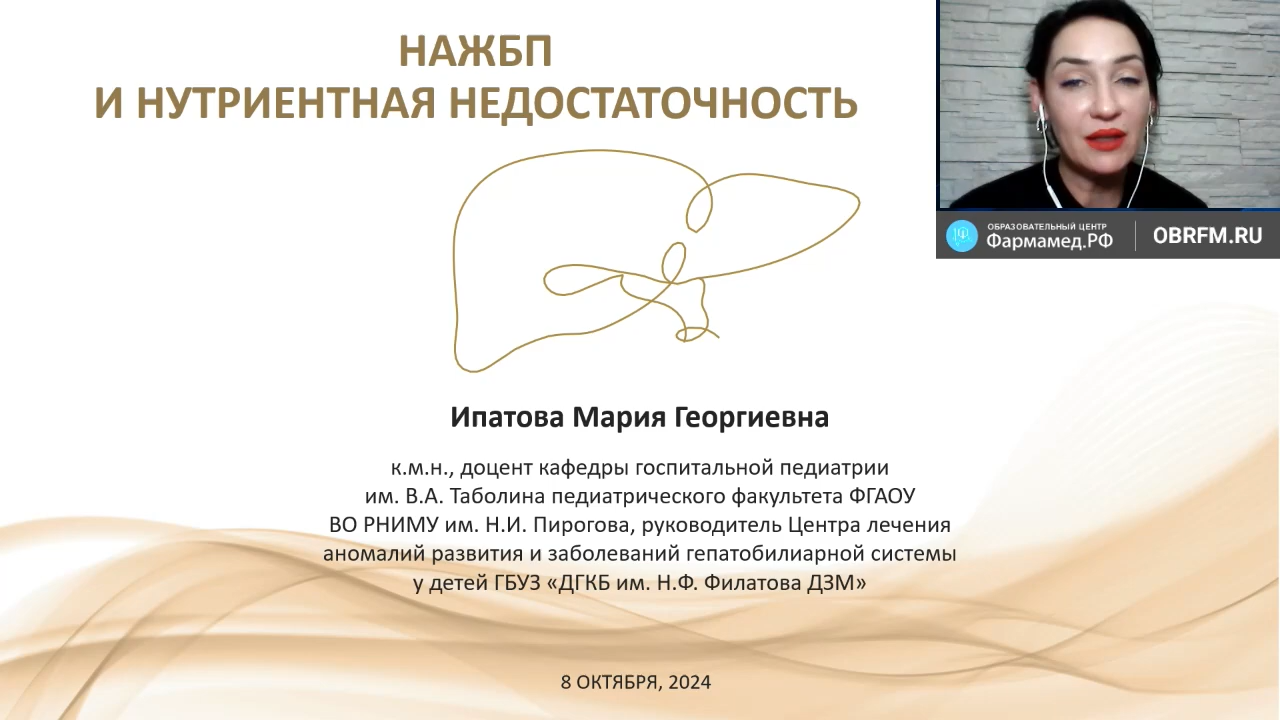 НАЖБП
И НУТРИЕНТНАЯ НЕДОСТАТОЧНОСТЬ
ОБРАЗОВАТЕЛЬНЫЙ ЦЕНТР
Фармамед.РФ
OBRFM.RU
Ипатова Мария Георгиевна
к.м.н., доцент кафедры госпитальной педиатрии
им. В.А. Таболина педиатрического факультета ФГАОУ
ВО РНИМУ им. Н.И. Пирогова, руководитель Центра лечения
аномалий развития и заболеваний гепатобилиарной системы
у детей ГБУЗ «ДГКБ им. Н.Ф. Филатова ДЗМ»
8 ОКТЯБРЯ, 2024